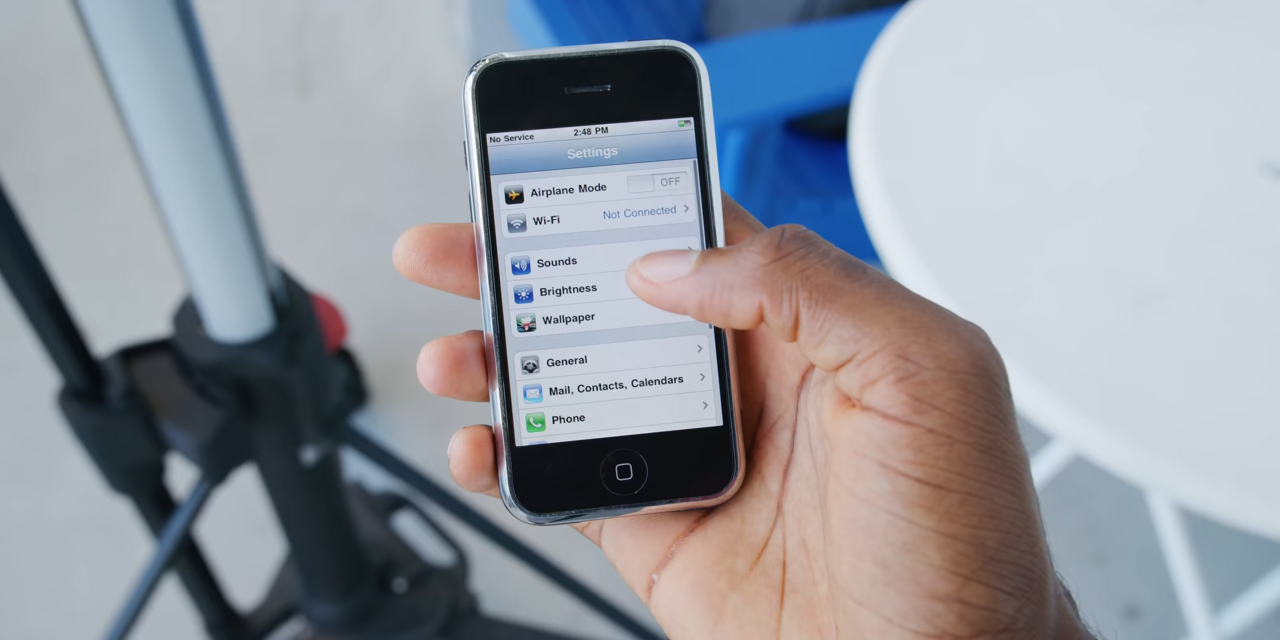 No Service 2:48 PM
Settings
Airplane Mode OFF
Wi-Fi Not Connected
Sounds
Brightness
Wallpaper
General
Mail, Contacts, Calendars
Phone